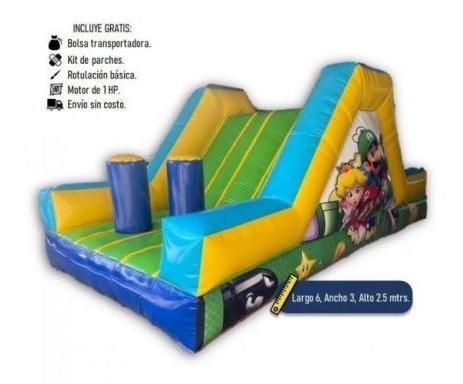 INCLUYE GRATIS:
Bolsa transportadora.
Kit de parches.
Rotulación básica.
Motor de 1 HP.
Envío sin costo.
Largo 6, Ancho 3, Alto 2.5 mtrs.